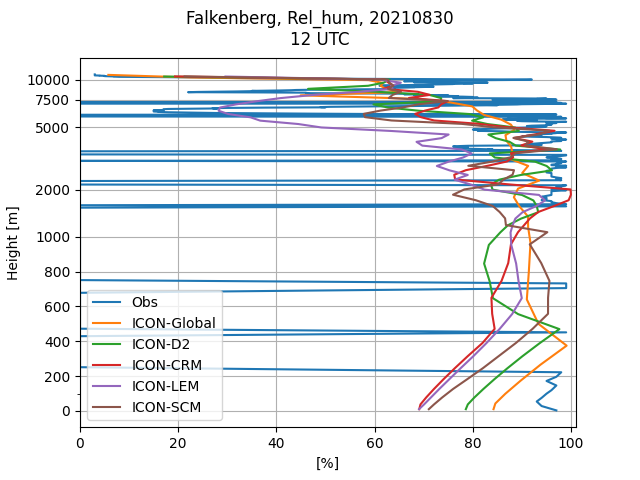 Falkenberg, Rel_hum, 20210830
12 UTC
Height [m]
10000
7500
5000
2000
1000
800
600
400
200
0
Obs
ICON-Global
ICON-D2
ICON-CRM
ICON-LEM
ICON-SCM
0 20 40 60 80 100
[%]